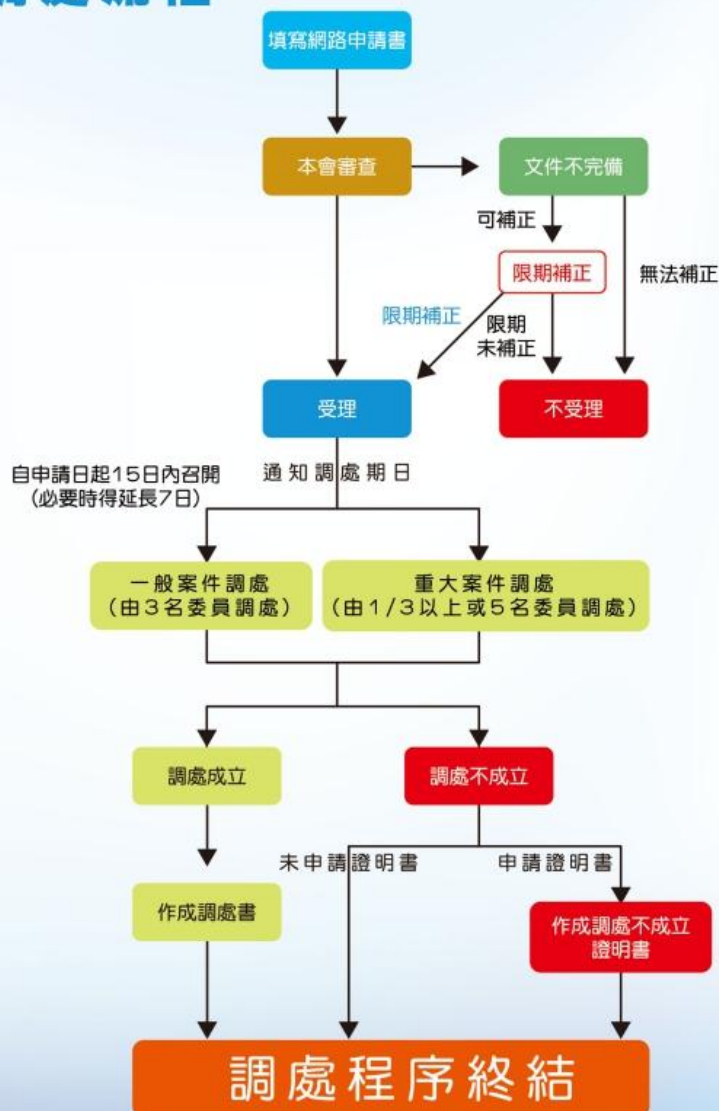 填寫網路申請書
本會審查
文件不完備
可補正
限期補正
無法補正
限期補正
限期
未補正
受理
不受理
自申請日起15日內召開
(必要時得延長7日)
通知調處期日
一般案件調處
(由3名委員調處)
重大案件調處
(由1/3以上或5名委員調處)
調處成立
調處不成立
未申請證明書
申請證明書
作成調處書
作成調處不成立
證明書
調處程序終結